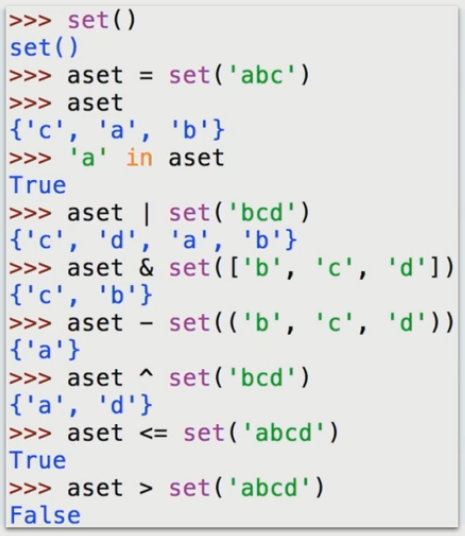 >>> set()
set()
>>> aset = set('abc')
>>> aset
{'c', 'a', 'b'}
>>> 'a' in aset
True
>>> aset | set('bcd')
{'c', 'd', 'a', 'b'}
>>> aset & set(['b', 'c', 'd'])
{'c', 'b'}
>>> aset - set(('b', 'c', 'd'))
{'a'}
>>> aset ^ set('bcd')
{'a', 'd'}
>>> aset <= set('abcd')
True
>>> aset > set('abcd')
False